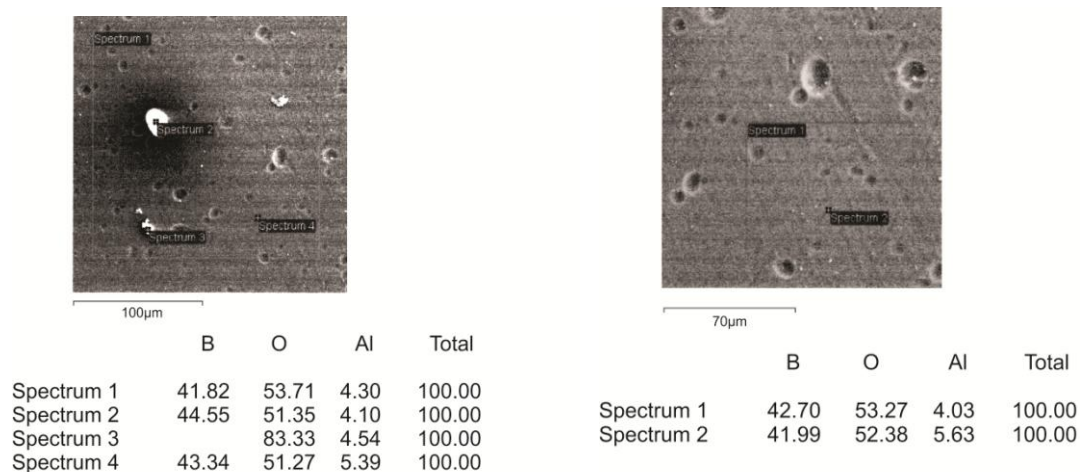 Spectrum 1
Spectrum 2
Spectrum 3
Spectrum 4
100µm
B O Al Total
Spectrum 1 41.82 53.71 4.30 100.00
Spectrum 2 44.55 51.35 4.10 100.00
Spectrum 3 83.33 4.54 100.00
Spectrum 4 43.34 51.27 5.39 100.00
Spectrum 1
Spectrum 2
70µm
B O Al Total
Spectrum 1 42.70 53.27 4.03 100.00
Spectrum 2 41.99 52.38 5.63 100.00